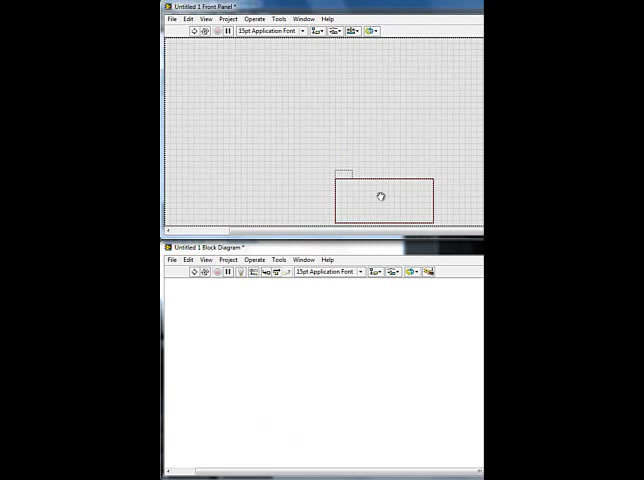 Untitled 1 Front Panel *
File Edit View Project Operate Tools Window Help
15pt Application Font
Untitled 1 Block Diagram *
File Edit View Project Operate Tools Window Help
15pt Application Font